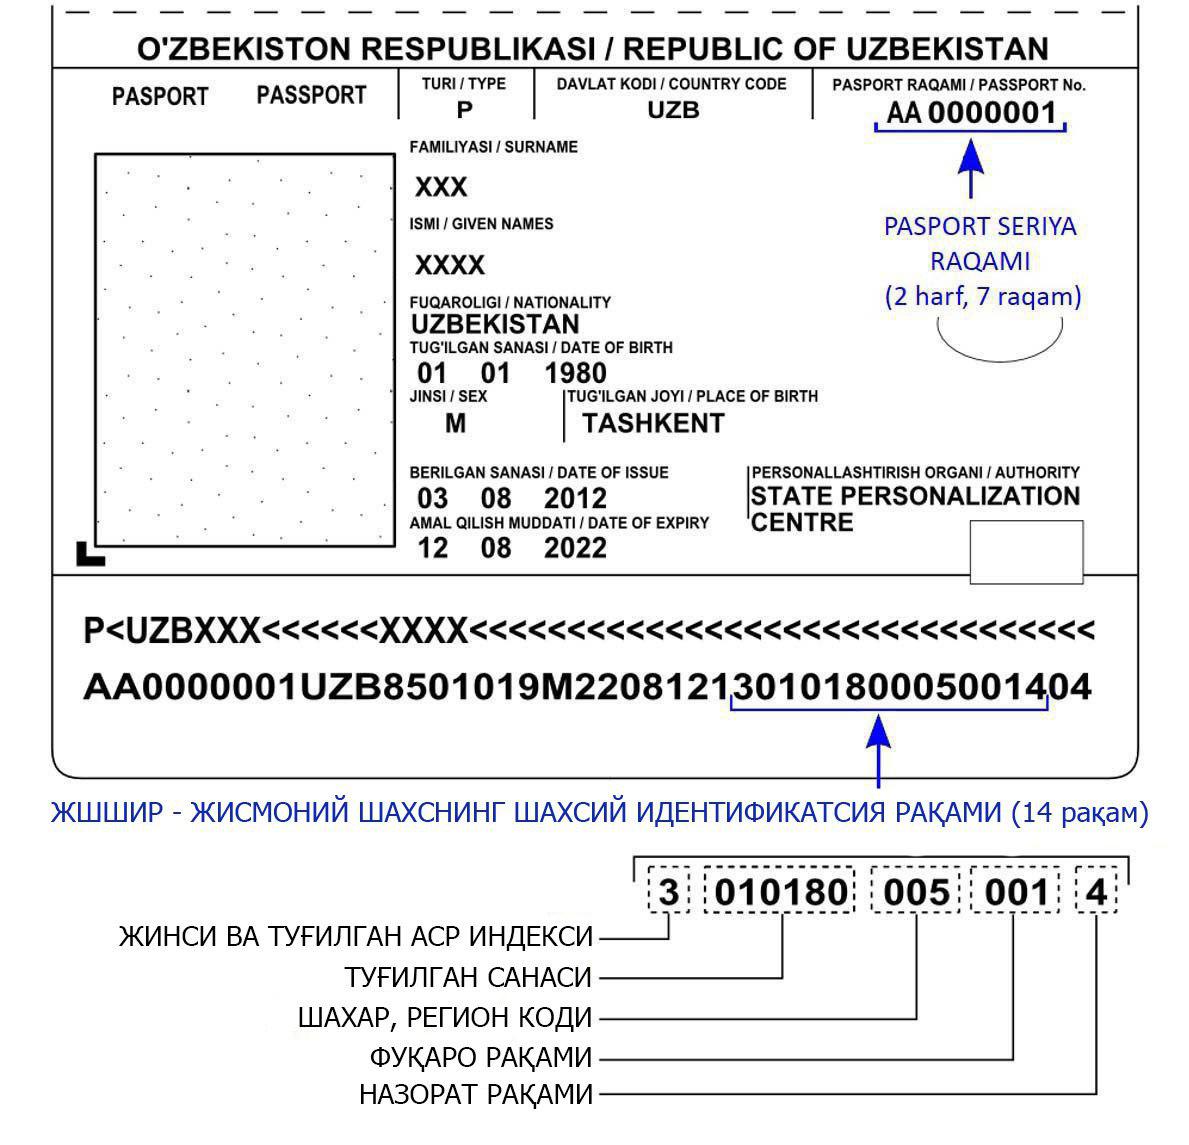 O'ZBEKISTON RESPUBLIKASI / REPUBLIC OF UZBEKISTAN
PASPORT PASSPORT
TURI / TYPE
P
DAVLAT KODI / COUNTRY CODE
UZB
PASPORT RAQAMI / PASSPORT No.
AA 0000001
PASPORT SERIYA
RAQAMI
(2 harf, 7 raqam)
FAMILIYASI / SURNAME
XXX
ISMI / GIVEN NAMES
XXXX
FUQAROLIGI / NATIONALITY
UZBEKISTAN
TUG'ILGAN SANASI / DATE OF BIRTH
01 01 1980
JINSI / SEX
M
TUG'ILGAN JOYI / PLACE OF BIRTH
TASHKENT
BERILGAN SANASI / DATE OF ISSUE
03 08 2012
AMAL QILISH MUDDATI / DATE OF EXPIRY
12 08 2022
PERSONALLASHTIRISH ORGANI / AUTHORITY
STATE PERSONALIZATION
CENTRE
P<UZBXXX<<<<<<XXXX<<<<<<<<<<<<<<<<<<<<<<<<<<<<<<<<<
AA0000001UZB8501019M22081213010180005001404
ЖШШИР - ЖИСМОНИЙ ШАХСНИНГ ШАХСИЙ ИДЕНТИФИКАТСИЯ РАҚАМИ (14 рақам)
3 010180 005 001 4
ЖИНСИ ВА ТУҒИЛГАН АСР ИНДЕКСИ
ТУҒИЛГАН САНАСИ
ШАХАР, РЕГИОН КОДИ
ФУҚАРО РАҚАМИ
НАЗОРАТ РАҚАМИ